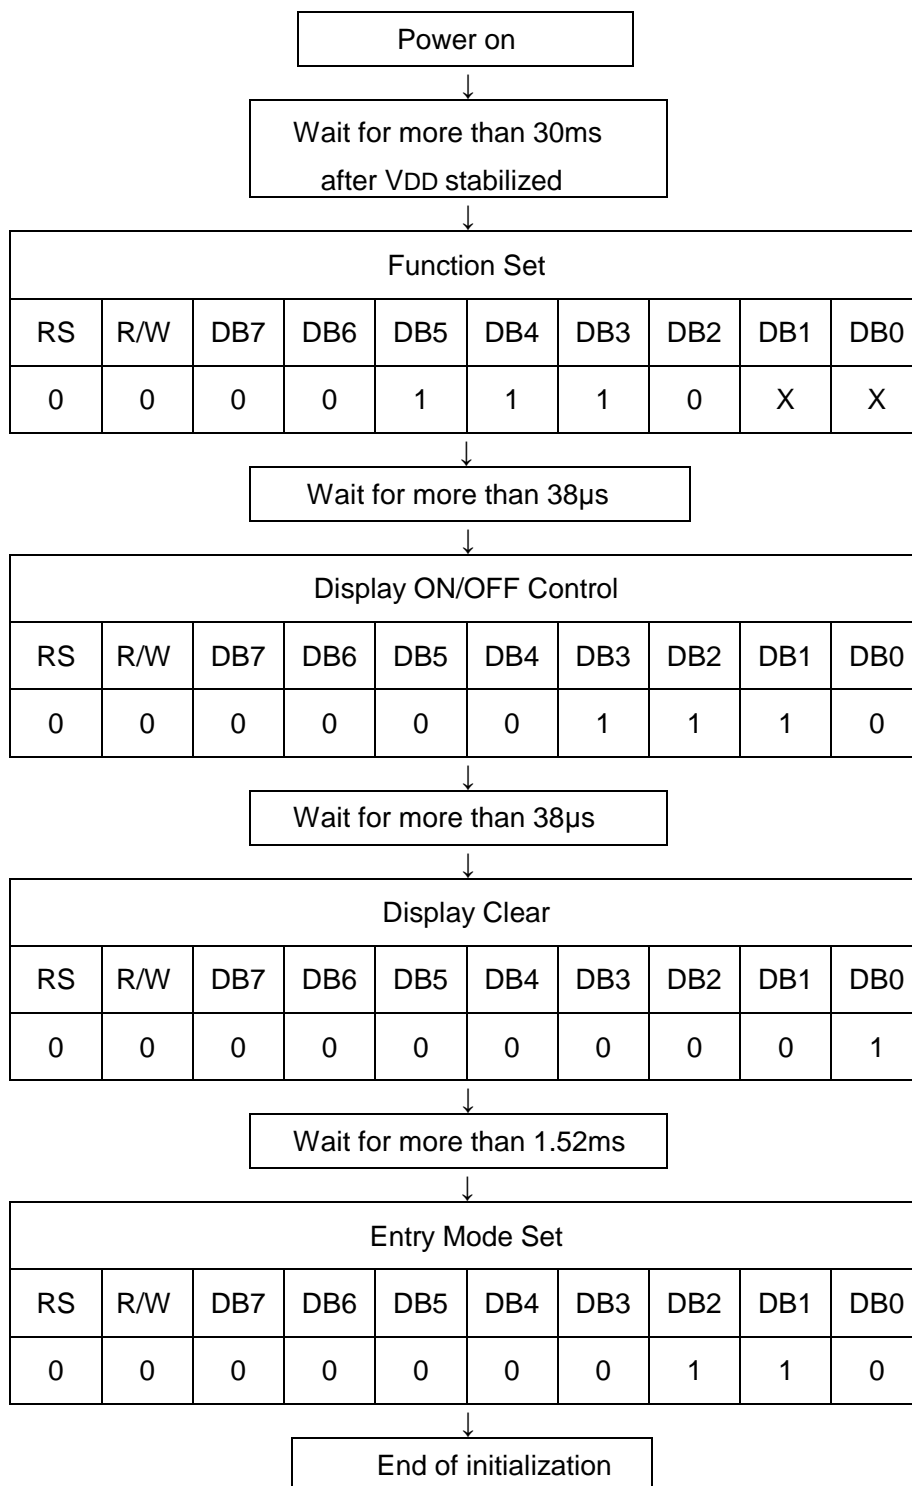 Power on
↓
Wait for more than 30ms
after VDD stabilized
↓
Function Set
RS R/W DB7 DB6 DB5 DB4 DB3 DB2 DB1 DB0
0 0 0 0 1 1 1 0 X X
↓
Wait for more than 38µs
↓
Display ON/OFF Control
RS R/W DB7 DB6 DB5 DB4 DB3 DB2 DB1 DB0
0 0 0 0 0 0 1 1 1 0
↓
Wait for more than 38µs
↓
Display Clear
RS R/W DB7 DB6 DB5 DB4 DB3 DB2 DB1 DB0
0 0 0 0 0 0 0 0 0 1
↓
Wait for more than 1.52ms
↓
Entry Mode Set
RS R/W DB7 DB6 DB5 DB4 DB3 DB2 DB1 DB0
0 0 0 0 0 0 0 1 1 0
↓
End of initialization